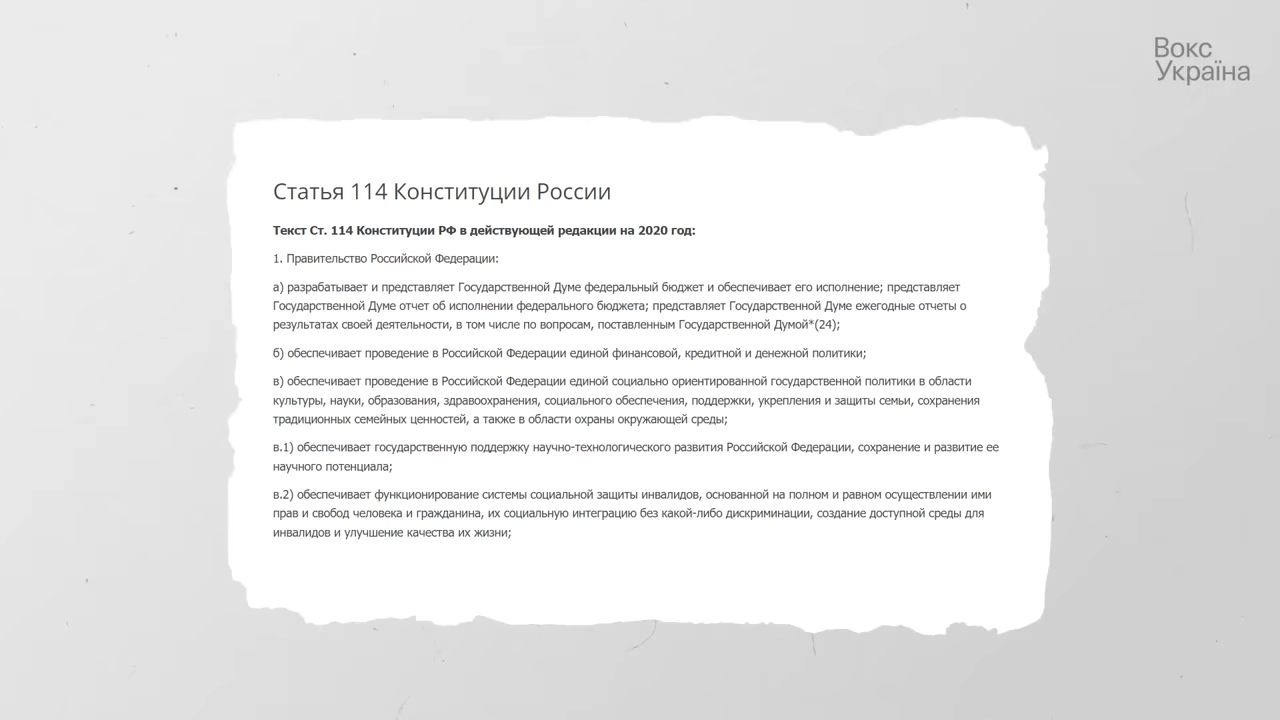 Вокс
Україна
Статья 114 Конституции России
Текст Ст. 114 Конституции РФ в действующей редакции на 2020 год:
1. Правительство Российской Федерации:
а) разрабатывает и представляет Государственной Думе федеральный бюджет и обеспечивает его исполнение; представляет
Государственной Думе отчет об исполнении федерального бюджета; представляет Государственной Думе ежегодные отчеты о
результатах своей деятельности, в том числе по вопросам, поставленным Государственной Думой*(24);
б) обеспечивает проведение в Российской Федерации единой финансовой, кредитной и денежной политики;
в) обеспечивает проведение в Российской Федерации единой социально ориентированной государственной политики в области
культуры, науки, образования, здравоохранения, социального обеспечения, поддержки, укрепления и защиты семьи, сохранения
традиционных семейных ценностей, а также в области охраны окружающей среды;
в.1) обеспечивает государственную поддержку научно-технологического развития Российской Федерации, сохранение и развитие ее
научного потенциала;
в.2) обеспечивает функционирование системы социальной защиты инвалидов, основанной на полном и равном осуществлении ими
прав и свобод человека и гражданина, их социальную интеграцию без какой-либо дискриминации, создание доступной среды для
инвалидов и улучшение качества их жизни;